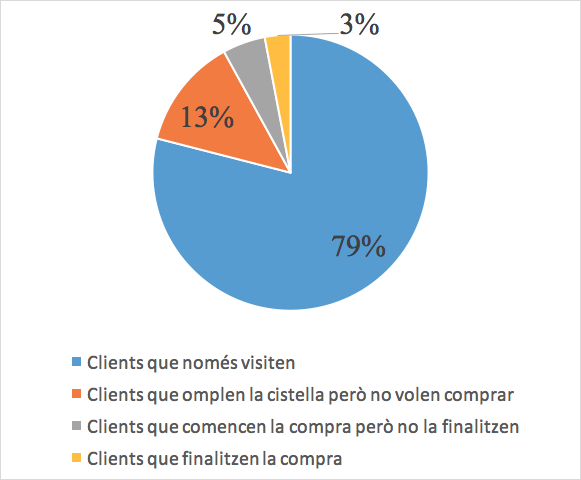 5%
3%
13%
79%
Clients que només visiten
Clients que omplen la cistella però no volen comprar
Clients que comencen la compra però no la finalitzen
Clients que finalitzen la compra